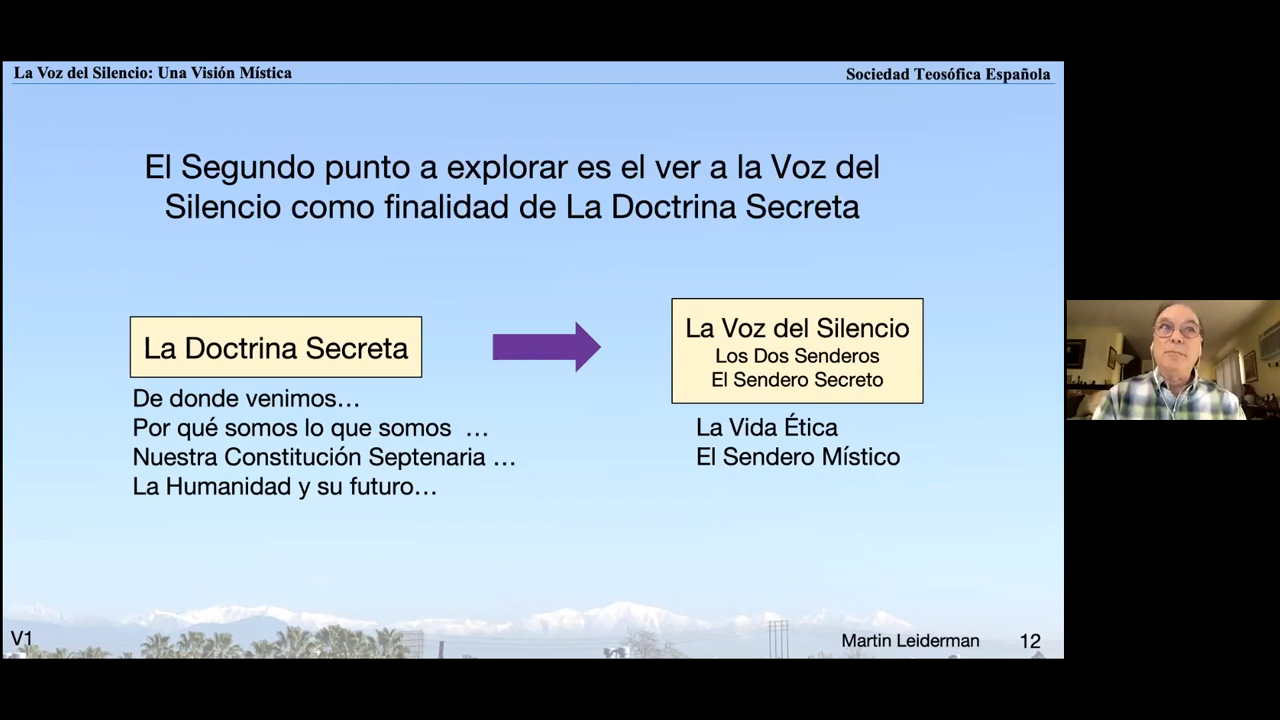 La Voz del Silencio: Una Visión Mística
Sociedad Teosófica Española
El Segundo punto a explorar es el ver a la Voz del
Silencio como finalidad de La Doctrina Secreta
La Doctrina Secreta
De donde venimos…
Por qué somos lo que somos …
Nuestra Constitución Septenaria …
La Humanidad y su futuro…
La Voz del Silencio
Los Dos Senderos
El Sendero Secreto
La Vida Ética
El Sendero Místico
V1
Martin Leiderman
12